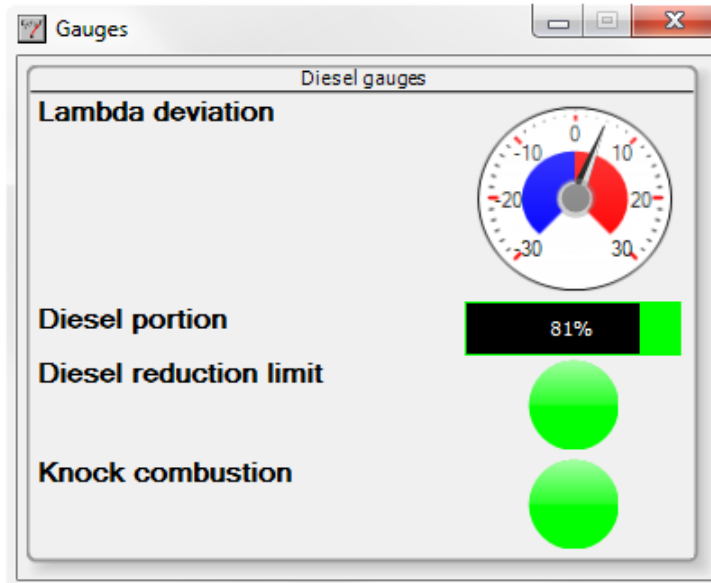 Gauges
Diesel gauges
Lambda deviation
0
-10 10
-20 20
-30 30
Diesel portion
81%
Diesel reduction limit
Knock combustion